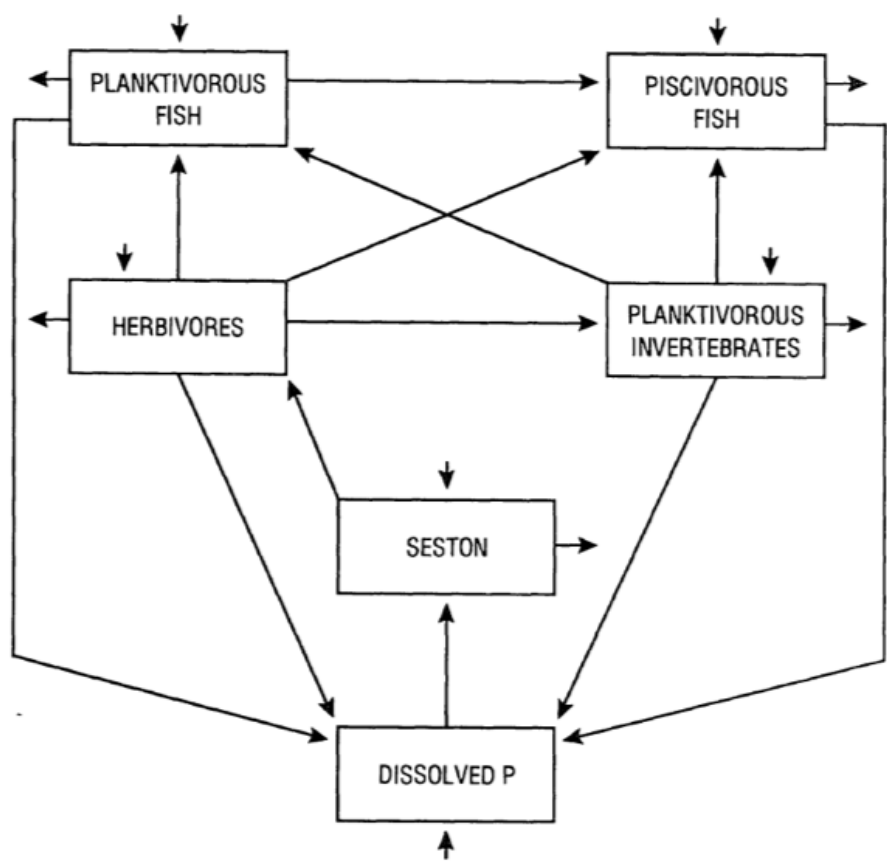 PLANKTIVOROUS
FISH
PISCIVOROUS
FISH
HERBIVORES
PLANKTIVOROUS
INVERTEBRATES
SESTON
DISSOLVED P